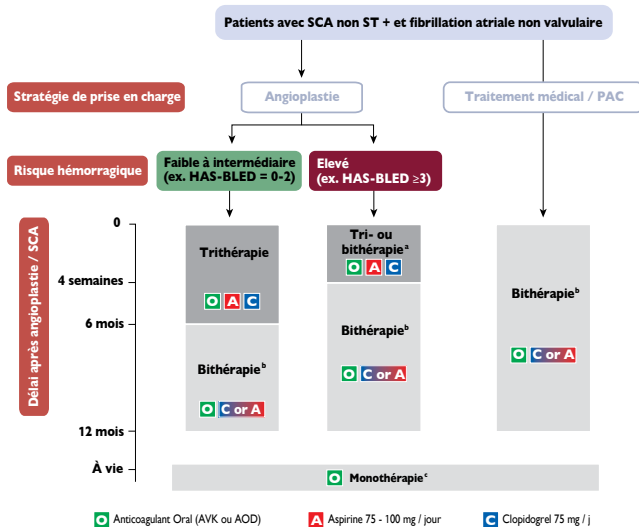 Patients avec SCA non ST + et fibrillation atriale non valvulaire
Stratégie de prise en charge
Angioplastie
Traitement médical / PAC
Risque hémorragique
Faible à intermédiaire
(ex. HAS-BLED = 0-2)
Elevé
(ex. HAS-BLED ≥3)
Délai après angioplastie / SCA
0
4 semaines
6 mois
12 mois
À vie
Trithérapie
O A C
Bithérapie b
O C or A
Tri- ou
bithérapie a
O A C
Bithérapie b
O C or A
Bithérapie b
O C or A
O Monothérapie c
O Anticoagulant Oral (AVK ou AOD)
A Aspirine 75 - 100 mg / jour
C Clopidogrel 75 mg / j